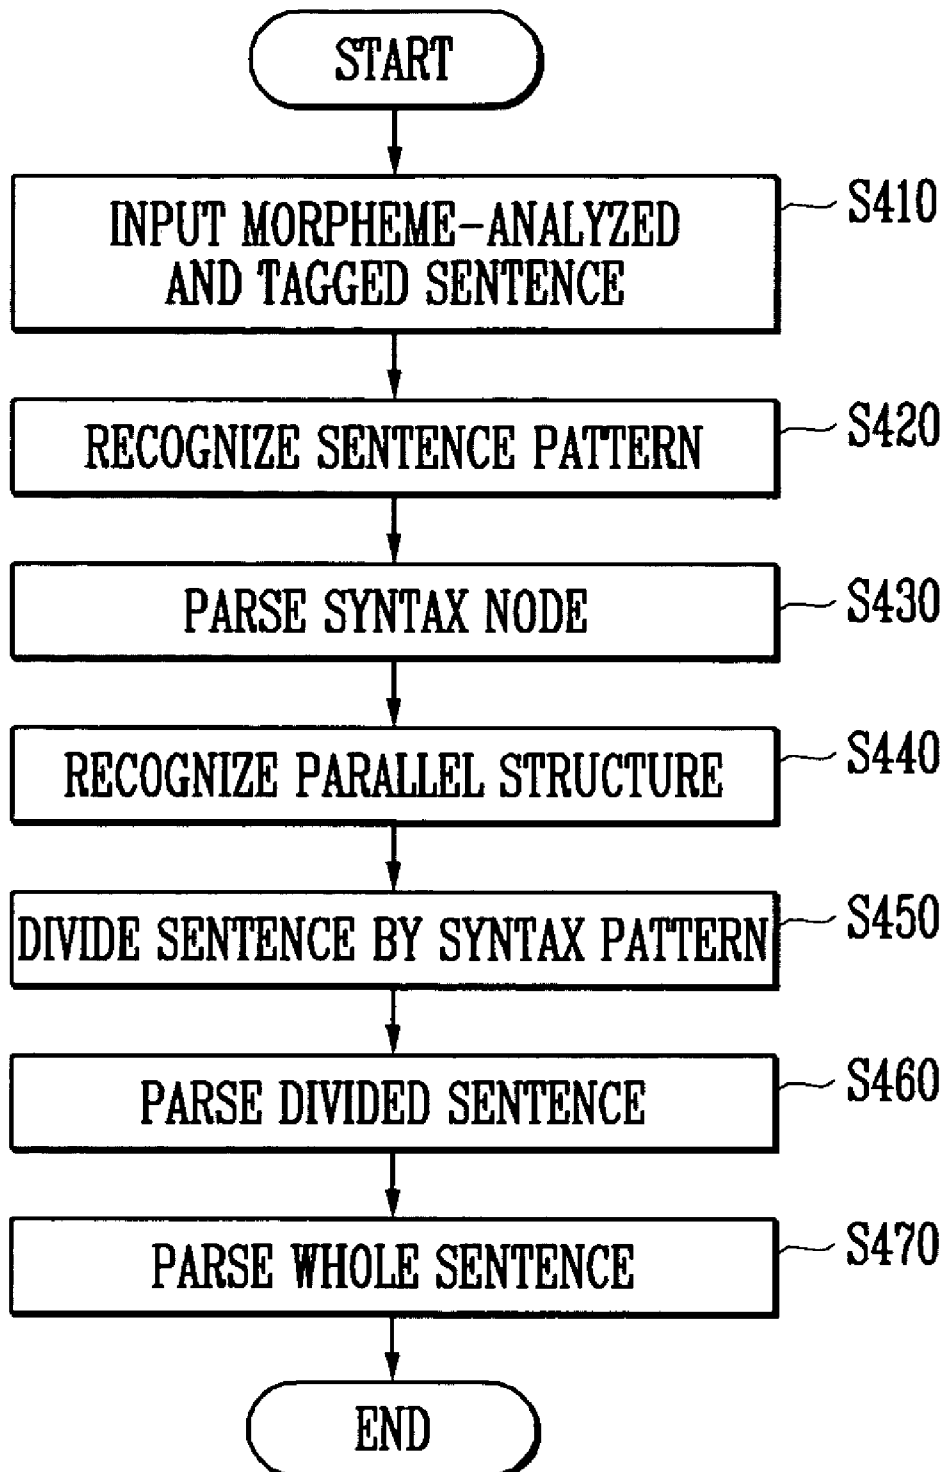 START
INPUT MORPHEME-ANALYZED
AND TAGGED SENTENCE
S410
RECOGNIZE SENTENCE PATTERN
S420
PARSE SYNTAX NODE
S430
RECOGNIZE PARALLEL STRUCTURE
S440
DIVIDE SENTENCE BY SYNTAX PATTERN
S450
PARSE DIVIDED SENTENCE
S460
PARSE WHOLE SENTENCE
S470
END